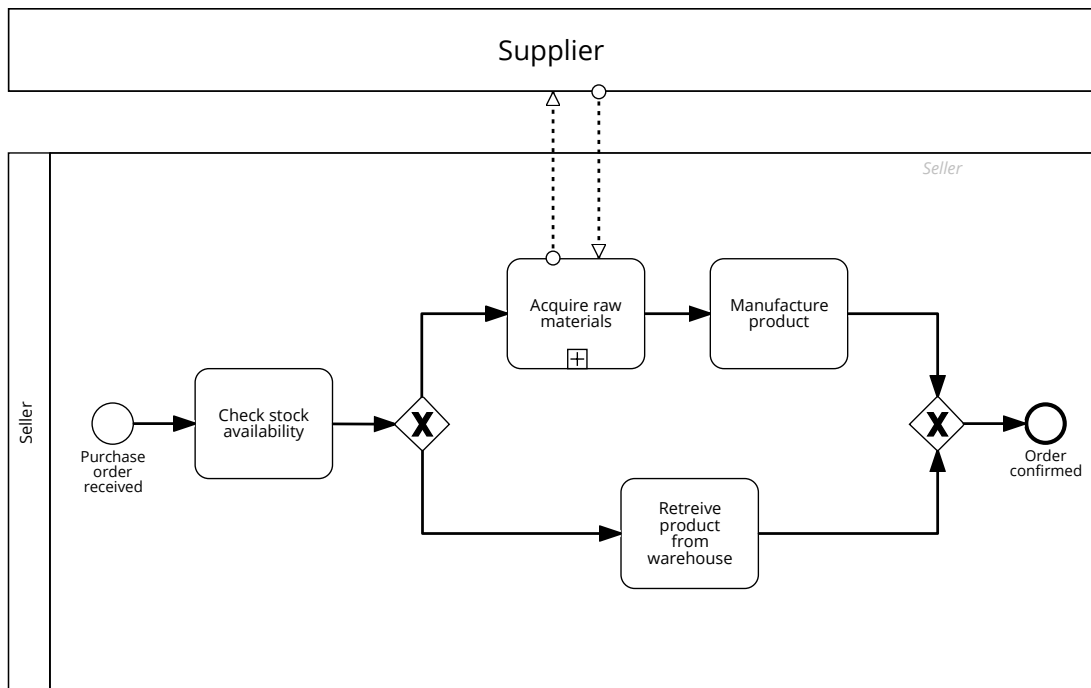 Supplier
Seller
Seller
Acquire raw
materials
Manufacture
product
Check stock
availability
Purchase
order
received
Order
confirmed
Retreive
product
from
warehouse